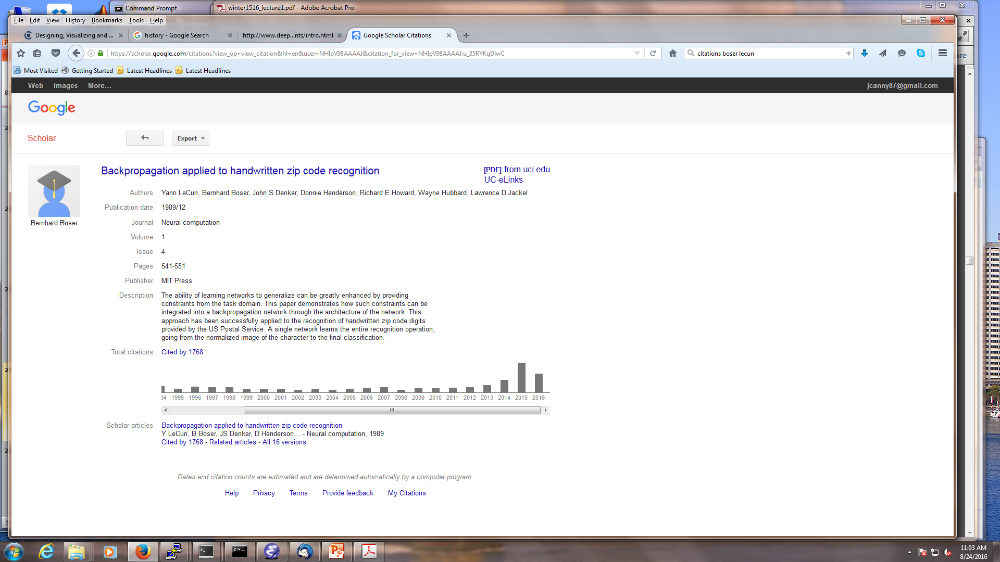 Command Prompt
winter1516_lecture1.pdf - Adobe Acrobat Pro
File Edit View History Bookmarks Tools Help
Designing, Visualizing and ...
history - Google Search
http://www.deep...nts/intro.html
Google Scholar Citations
https://scholar.google.com/citations?view_op=view_citation&hl=en&user=NHIpV98AAAAJ&citation_for_view=NHIpV98AAAAJ:u_35RYKgDlwC
citations boser lecun
Most Visited Getting Started Latest Headlines Latest Headlines
Web Images More...
jcanny87@gmail.com
Google
Scholar
Export
Backpropagation applied to handwritten zip code recognition
[PDF] from uci.edu
UC-eLinks
Bernhard Boser
Authors Yann LeCun, Bernhard Boser, John S Denker, Donnie Henderson, Richard E Howard, Wayne Hubbard, Lawrence D Jackel
Publication date 1989/12
Journal Neural computation
Volume 1
Issue 4
Pages 541-551
Publisher MIT Press
Description The ability of learning networks to generalize can be greatly enhanced by providing
constraints from the task domain. This paper demonstrates how such constraints can be
integrated into a backpropagation network through the architecture of the network. This
approach has been successfully applied to the recognition of handwritten zip code digits
provided by the US Postal Service. A single network learns the entire recognition operation,
going from the normalized image of the character to the final classification.
Total citations Cited by 1768
94 1995 1996 1997 1998 1999 2000 2001 2002 2003 2004 2005 2006 2007 2008 2009 2010 2011 2012 2013 2014 2015 2016
Scholar articles Backpropagation applied to handwritten zip code recognition
Y LeCun, B Boser, JS Denker, D Henderson... - Neural computation, 1989
Cited by 1768 - Related articles - All 16 versions
Dates and citation counts are estimated and are determined automatically by a computer program.
Help Privacy Terms Provide feedback My Citations
11:03 AM
8/24/2016